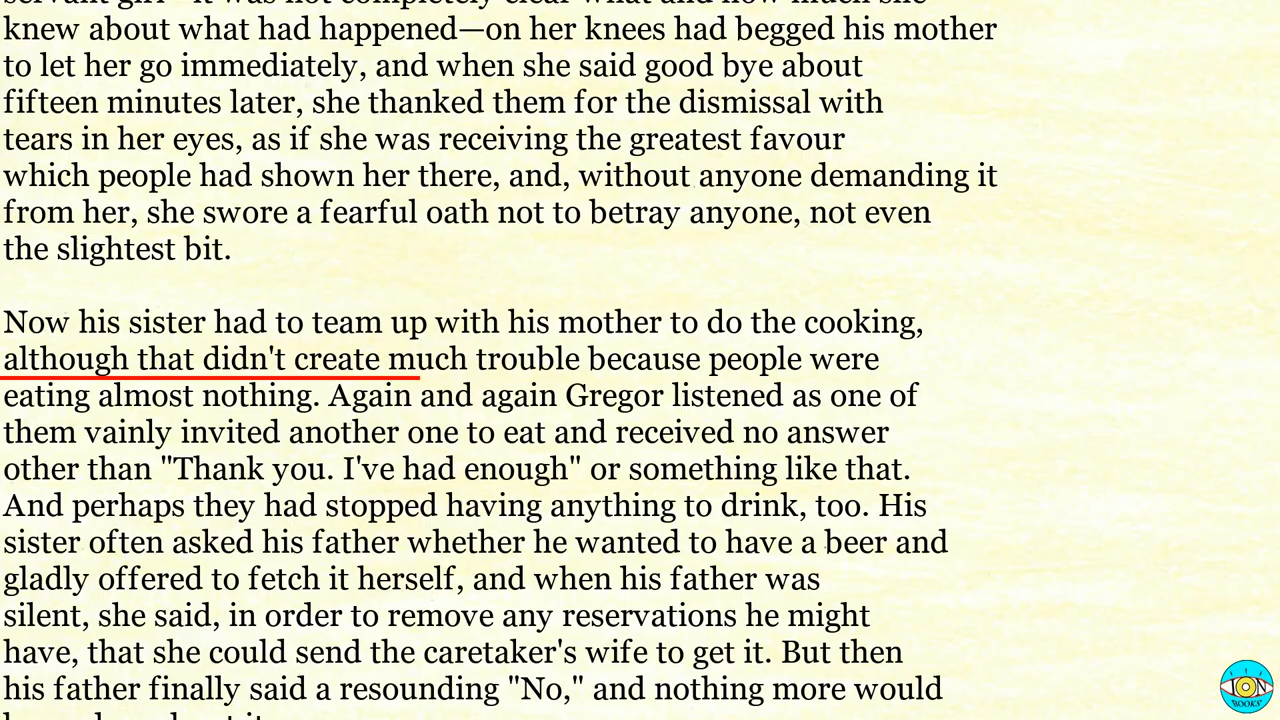 knew about what had happened—on her knees had begged his mother
to let her go immediately, and when she said good bye about
fifteen minutes later, she thanked them for the dismissal with
tears in her eyes, as if she was receiving the greatest favour
which people had shown her there, and, without anyone demanding it
from her, she swore a fearful oath not to betray anyone, not even
the slightest bit.
Now his sister had to team up with his mother to do the cooking,
although that didn't create much trouble because people were
eating almost nothing. Again and again Gregor listened as one of
them vainly invited another one to eat and received no answer
other than "Thank you. I've had enough" or something like that.
And perhaps they had stopped having anything to drink, too. His
sister often asked his father whether he wanted to have a beer and
gladly offered to fetch it herself, and when his father was
silent, she said, in order to remove any reservations he might
have, that she could send the caretaker's wife to get it. But then
his father finally said a resounding "No," and nothing more would
ION
BOOKS